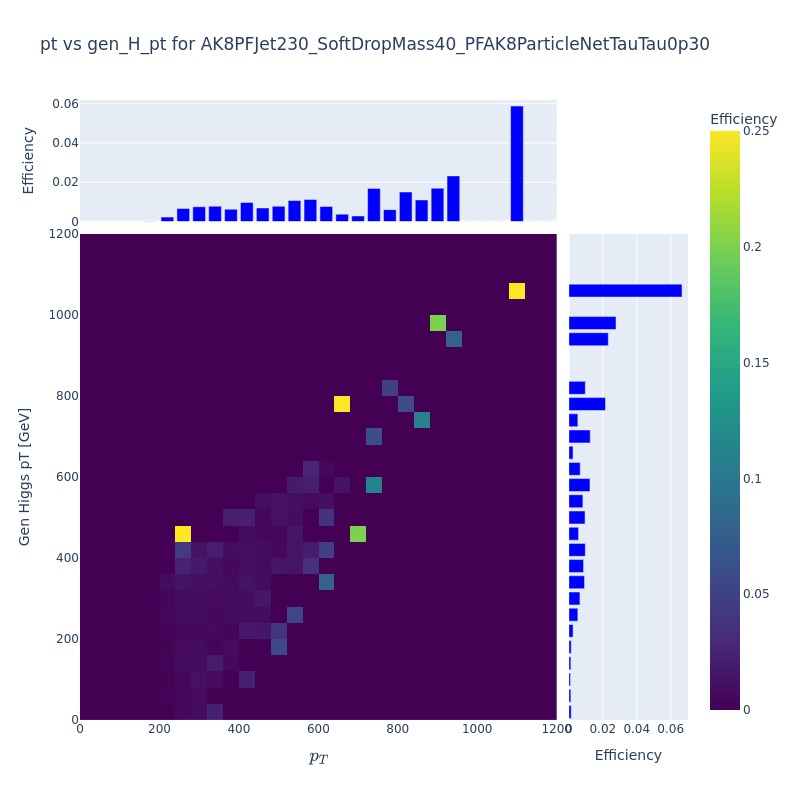 pt vs gen_H_pt for AK8PFJet230_SoftDropMass40_PFAK8ParticleNetTauTau0p30
Efficiency
0.06
0.04
0.02
0
Efficiency
0.25
0.2
0.15
0.1
0.05
0
Gen Higgs pT [GeV]
1200
1000
800
600
400
200
0
0 200 400 600 800 1000 1200
p_T
0 0.02 0.04 0.06
Efficiency